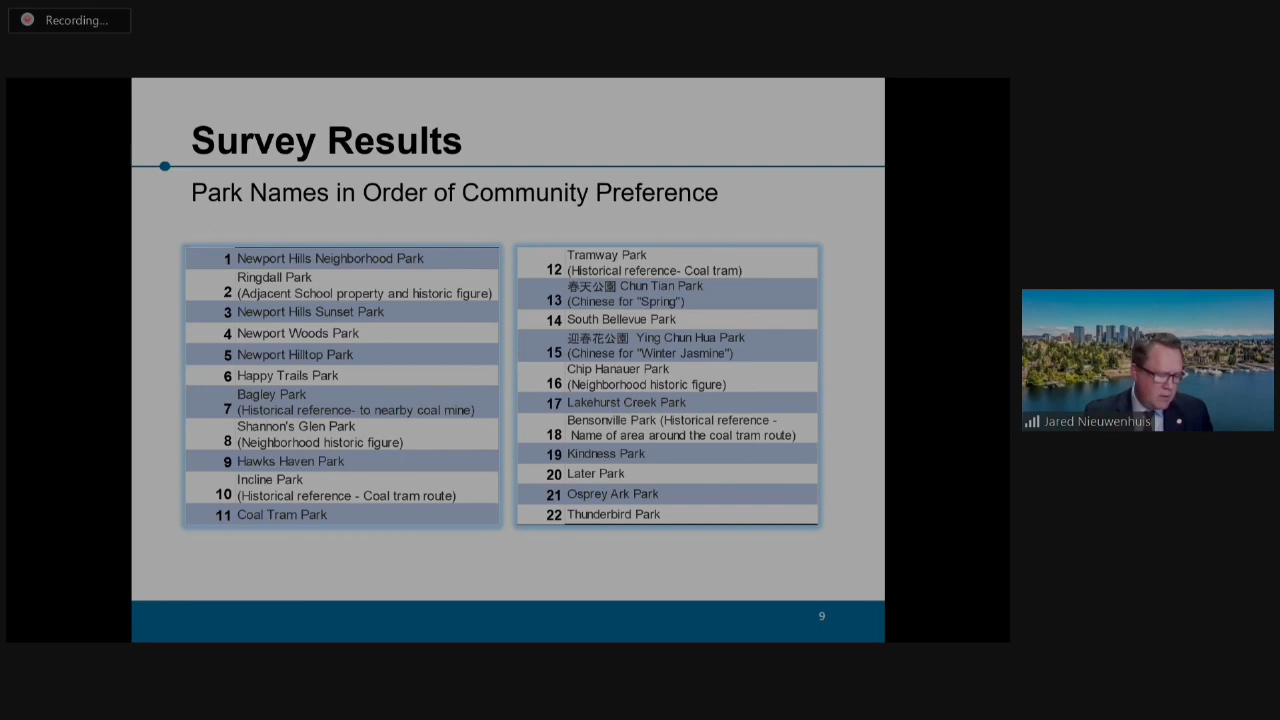 Recording...
Survey Results
Park Names in Order of Community Preference
1 Newport Hills Neighborhood Park
Ringdall Park
2 (Adjacent School property and historic figure)
3 Newport Hills Sunset Park
4 Newport Woods Park
5 Newport Hilltop Park
6 Happy Trails Park
Bagley Park
7 (Historical reference- to nearby coal mine)
Shannon's Glen Park
8 (Neighborhood historic figure)
9 Hawks Haven Park
Incline Park
10 (Historical reference - Coal tram route)
11 Coal Tram Park
Tramway Park
12 (Historical reference- Coal tram)
春天公園 Chun Tian Park
13 (Chinese for "Spring")
14 South Bellevue Park
迎春花公園 Ying Chun Hua Park
15 (Chinese for "Winter Jasmine")
Chip Hanauer Park
16 (Neighborhood historic figure)
17 Lakehurst Creek Park
Bensonville Park (Historical reference -
18 Name of area around the coal tram route)
19 Kindness Park
20 Later Park
21 Osprey Ark Park
22 Thunderbird Park
9
Jared Nieuwenhuis